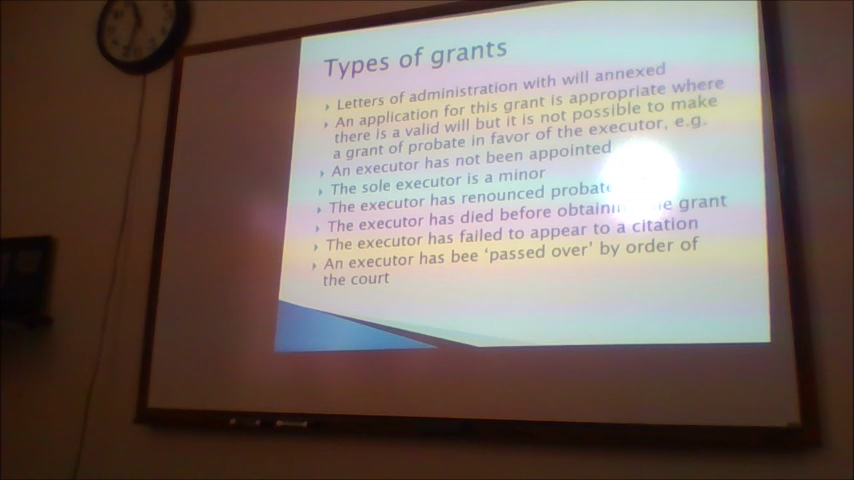 Types of grants
Letters of administration with will annexed
An application for this grant is appropriate where
there is a valid will but it is not possible to make
a grant of probate in favor of the executor, e.g.
An executor has not been appointed
The sole executor is a minor
The executor has renounced probate
The executor has died before obtaining the grant
The executor has failed to appear to a citation
An executor has bee ‘passed over’ by order of
the court